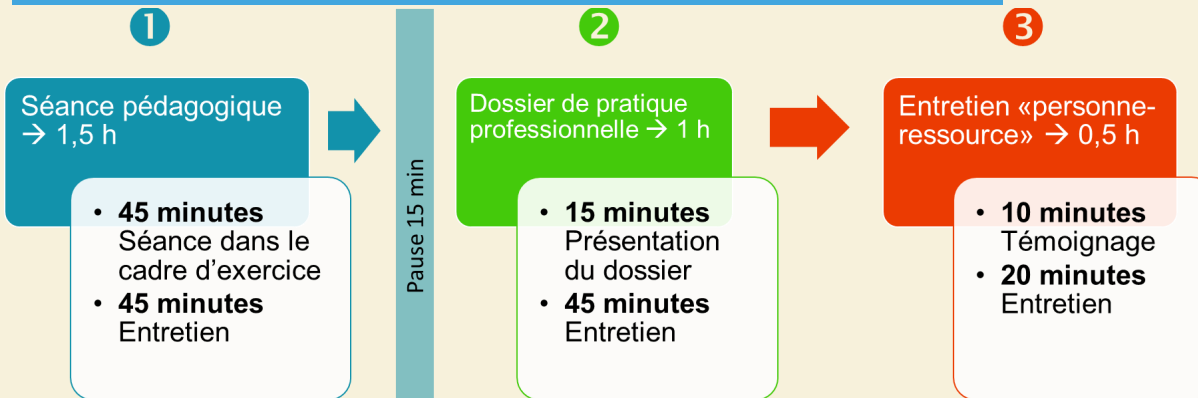 1
Séance pédagogique
→ 1,5 h
• 45 minutes
Séance dans le
cadre d’exercice
• 45 minutes
Entretien
Pause 15 min
2
Dossier de pratique
professionnelle → 1 h
• 15 minutes
Présentation
du dossier
• 45 minutes
Entretien
3
Entretien «personne-
ressource» → 0,5 h
• 10 minutes
Témoignage
• 20 minutes
Entretien